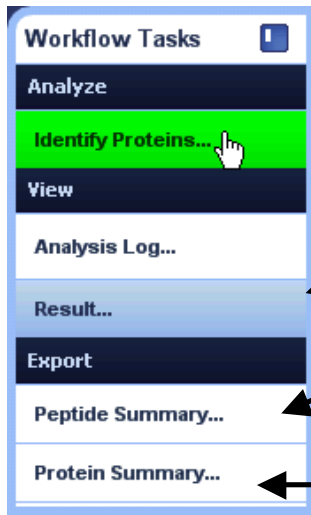 Workflow Tasks
Analyze
Identify Proteins...
View
Analysis Log...
Result...
Export
Peptide Summary...
Protein Summary...